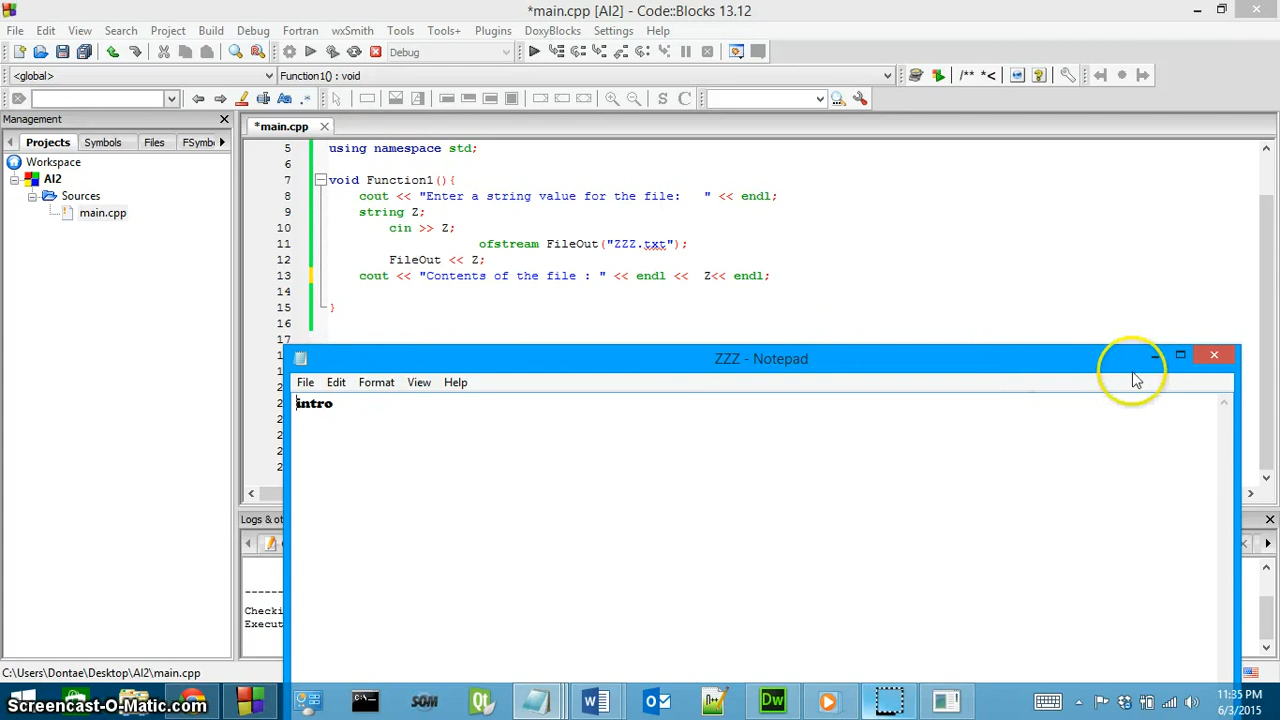 *main.cpp [AI2] - Code::Blocks 13.12
File Edit View Search Project Build Debug Fortran wxSmith Tools Tools+ Plugins DoxyBlocks Settings Help
Debug
<global> Function1() : void /** *<
Aa .* S C
Management
Projects Symbols Files FSymb
Workspace
AI2
Sources
main.cpp
*main.cpp
5 using namespace std;
6
7 void Function1(){
8 cout << "Enter a string value for the file:   " << endl;
9 string Z;
10 cin >> Z;
11 ofstream FileOut("ZZZ.txt");
12 FileOut << Z;
13 cout << "Contents of the file : " << endl <<  Z<< endl;
14
15 }
16
17
ZZZ - Notepad
File Edit Format View Help
intro
Logs & ot
Checki
Execut
C:\Users\Dontae\Desktop\AI2\main.cpp
SOM Qt Dw
11:35 PM
6/3/2015
Screencast-O-Matic.com